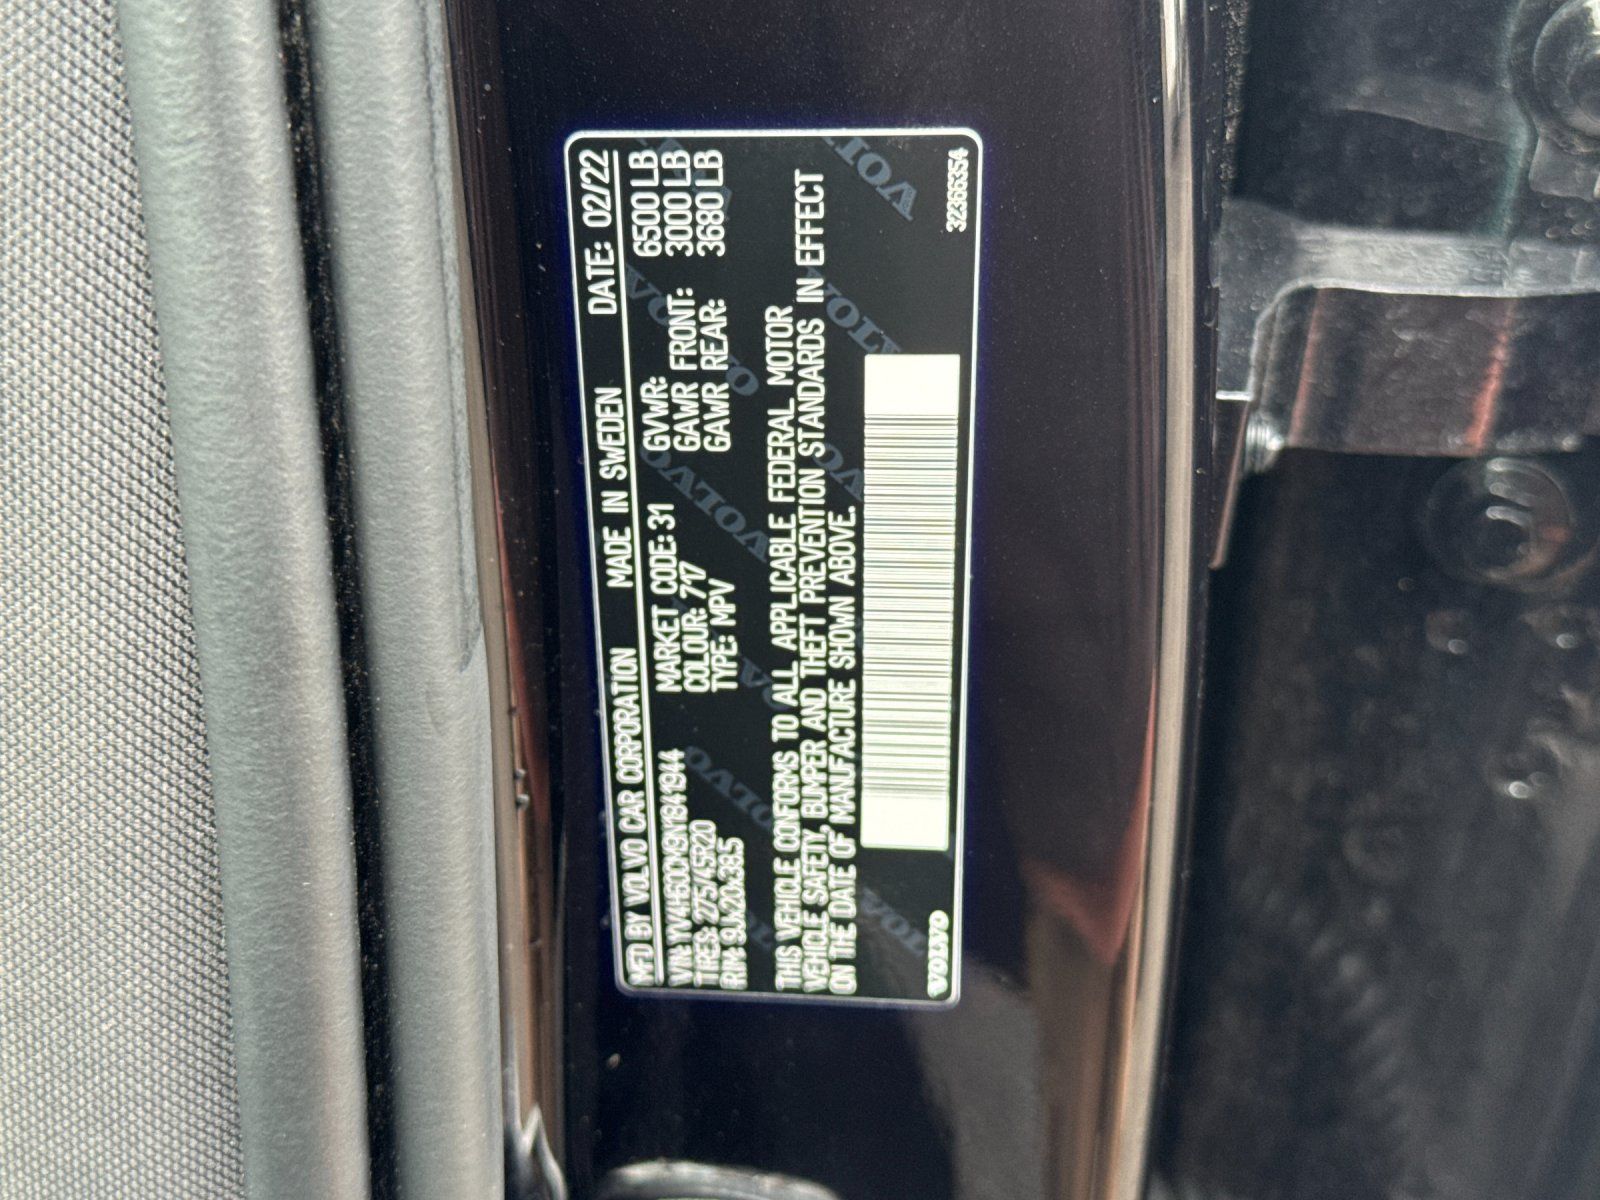 MFD BY VOLVO CAR CORPORATION MADE IN SWEDEN DATE: 02/22
VIN: YV4H60CM9N1841944 MARKET CODE: 31 GVWR: 6500 LB
TIRES: 275/45R20 COLOUR: 717 GAWR FRONT: 3000 LB
RIM: 9Jx20x38.5 TYPE: MPV GAWR REAR: 3680 LB
THIS VEHICLE CONFORMS TO ALL APPLICABLE FEDERAL MOTOR
VEHICLE SAFETY, BUMPER AND THEFT PREVENTION STANDARDS IN EFFECT
ON THE DATE OF MANUFACTURE SHOWN ABOVE.
VOLVO 32366354